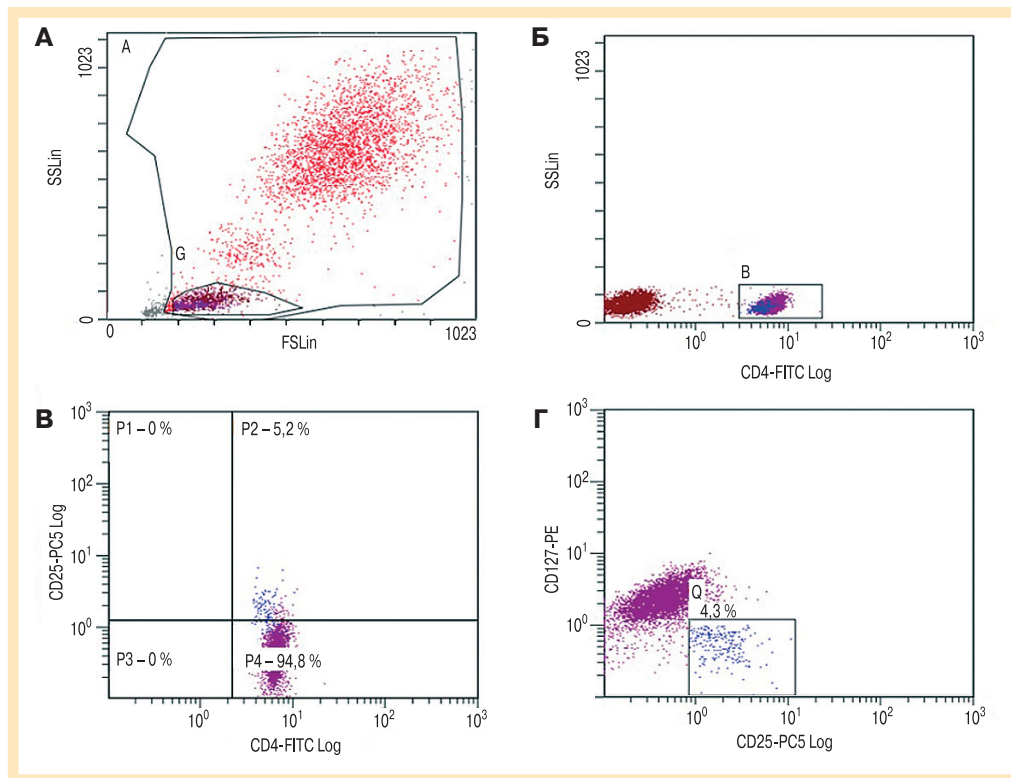 А
A
1023
SSLin
G
0
0
FSLin
1023
Б
1023
SSLin
B
0
10⁰
10¹
10²
10³
CD4-FITC Log
В
10³
P1 – 0 %
P2 – 5,2 %
10²
CD25-PC5 Log
10¹
10⁰
P3 – 0 %
P4 – 94,8 %
10⁰
10¹
10²
10³
CD4-FITC Log
Г
10³
10²
CD127-PE
10¹
Q
4,3 %
10⁰
10⁰
10¹
10²
10³
CD25-PC5 Log